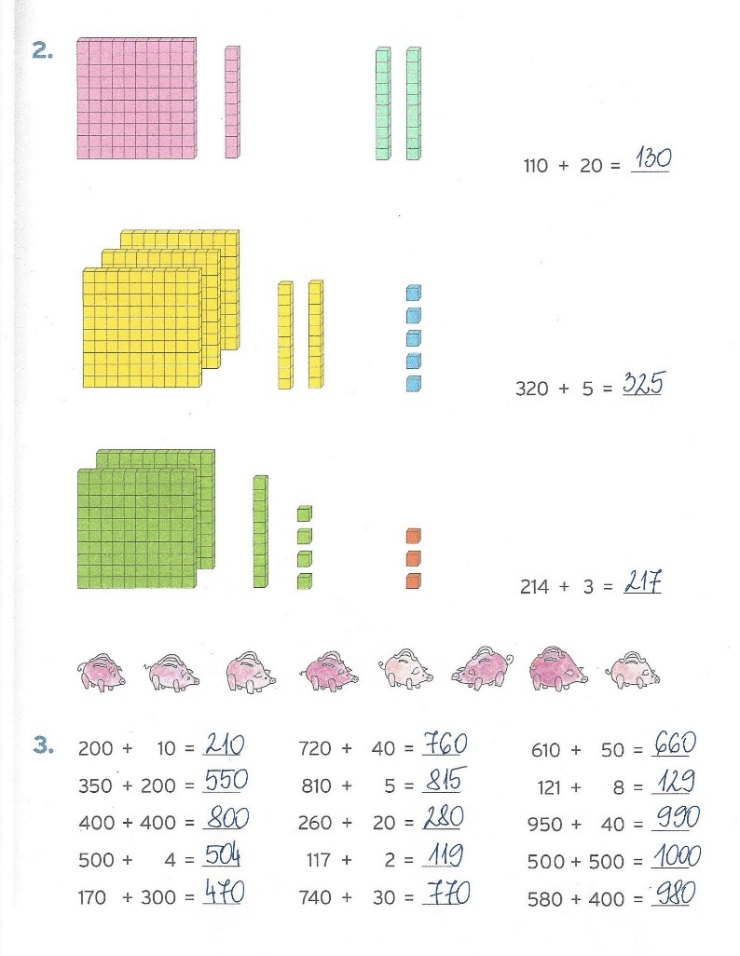 2.
110 + 20 = 130
320 + 5 = 325
214 + 3 = 217
3.
200 + 10 = 210
350 + 200 = 550
400 + 400 = 800
500 + 4 = 504
170 + 300 = 470
720 + 40 = 760
810 + 5 = 815
260 + 20 = 280
117 + 2 = 119
740 + 30 = 770
610 + 50 = 660
121 + 8 = 129
950 + 40 = 990
500 + 500 = 1000
580 + 400 = 980